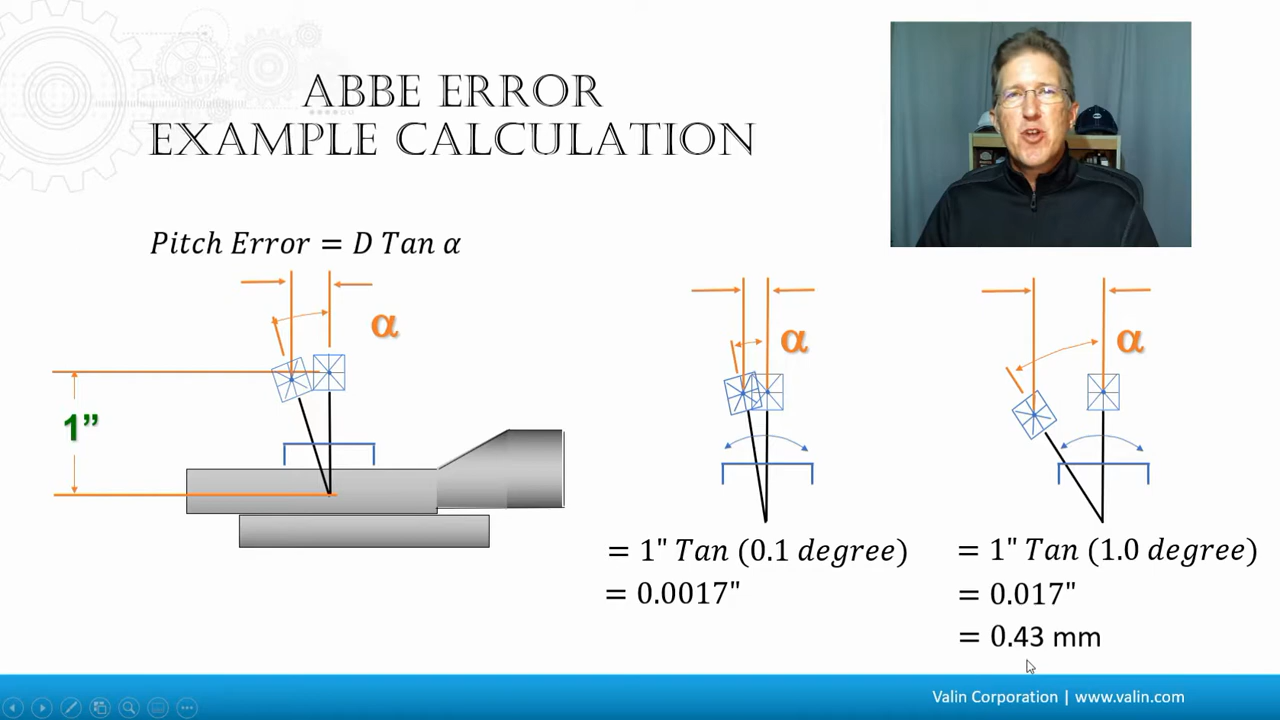 ABBE ERROR
EXAMPLE CALCULATION
Pitch Error = D Tan α
α
α
α
1”
= 1" Tan (0.1 degree)
= 0.0017"
= 1" Tan (1.0 degree)
= 0.017"
= 0.43 mm
Valin Corporation | www.valin.com